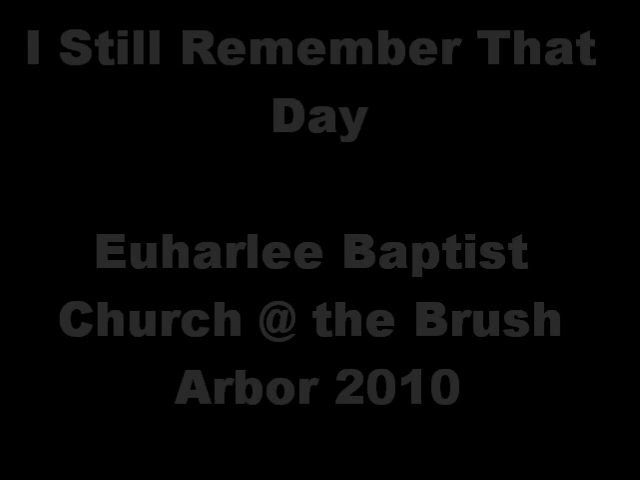 I Still Remember That
Day
Euharlee Baptist
Church @ the Brush
Arbor 2010